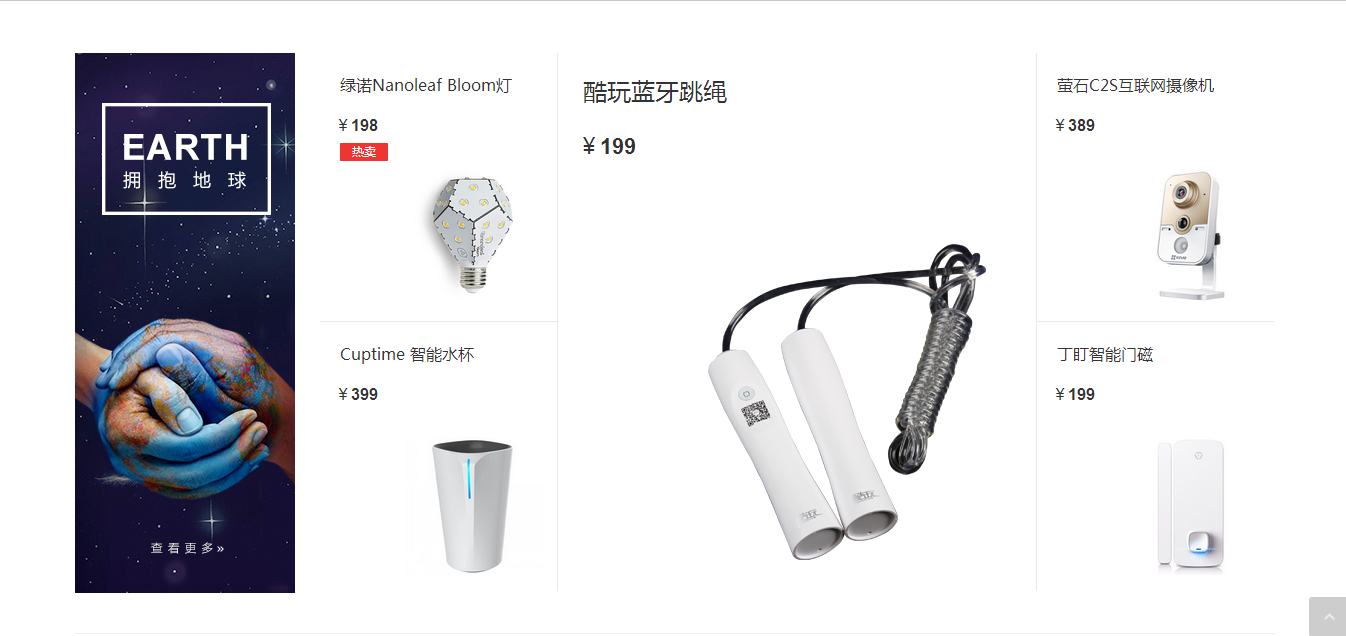 EARTH
拥抱地球
查看更多»
绿诺Nanoleaf Bloom灯
¥ 198
热卖
Cuptime 智能水杯
¥ 399
酷玩蓝牙跳绳
¥ 199
萤石C2S互联网摄像机
¥ 389
丁盯智能门磁
¥ 199